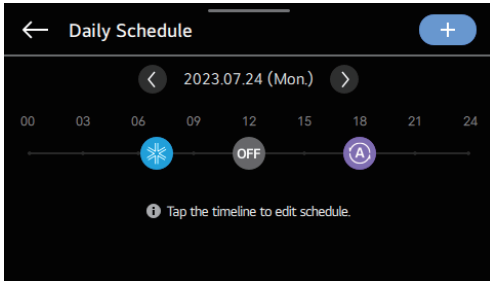 Daily Schedule
2023.07.24 (Mon.)
00 03 06 09 12 15 18 21 24
OFF A
Tap the timeline to edit schedule.